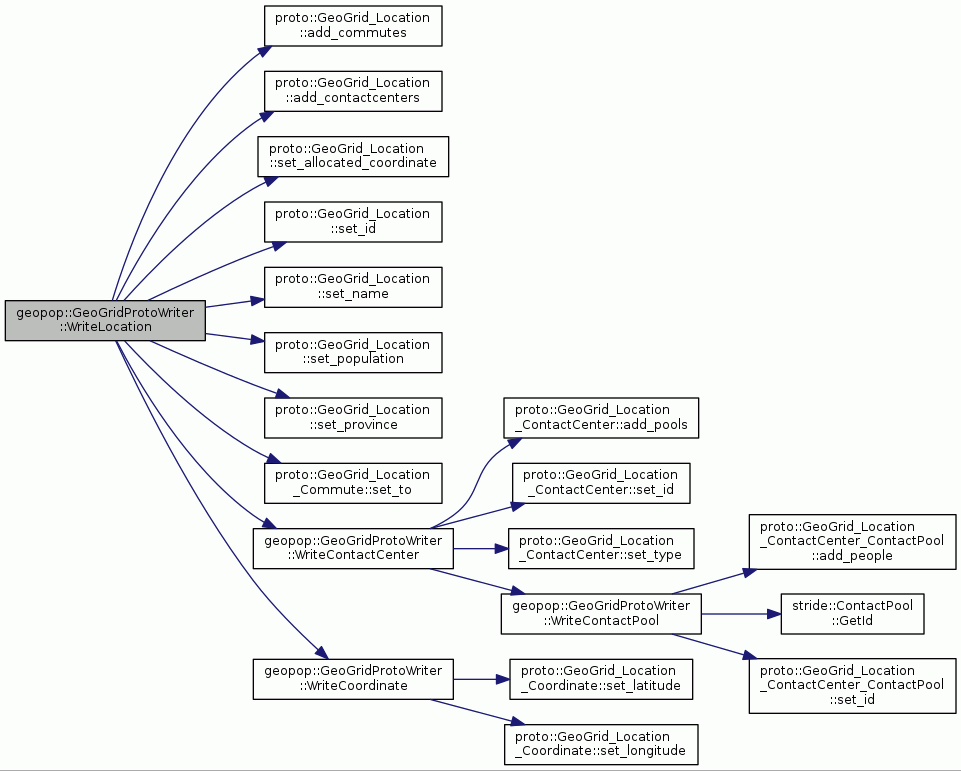 proto::GeoGrid_Location
::add_commutes
proto::GeoGrid_Location
::add_contactcenters
proto::GeoGrid_Location
::set_allocated_coordinate
proto::GeoGrid_Location
::set_id
proto::GeoGrid_Location
::set_name
geopop::GeoGridProtoWriter
::WriteLocation
proto::GeoGrid_Location
::set_population
proto::GeoGrid_Location
::set_province
proto::GeoGrid_Location
_Commute::set_to
geopop::GeoGridProtoWriter
::WriteContactCenter
geopop::GeoGridProtoWriter
::WriteCoordinate
proto::GeoGrid_Location
_ContactCenter::add_pools
proto::GeoGrid_Location
_ContactCenter::set_id
proto::GeoGrid_Location
_ContactCenter::set_type
geopop::GeoGridProtoWriter
::WriteContactPool
proto::GeoGrid_Location
_Coordinate::set_latitude
proto::GeoGrid_Location
_Coordinate::set_longitude
proto::GeoGrid_Location
_ContactCenter_ContactPool
::add_people
stride::ContactPool
::GetId
proto::GeoGrid_Location
_ContactCenter_ContactPool
::set_id